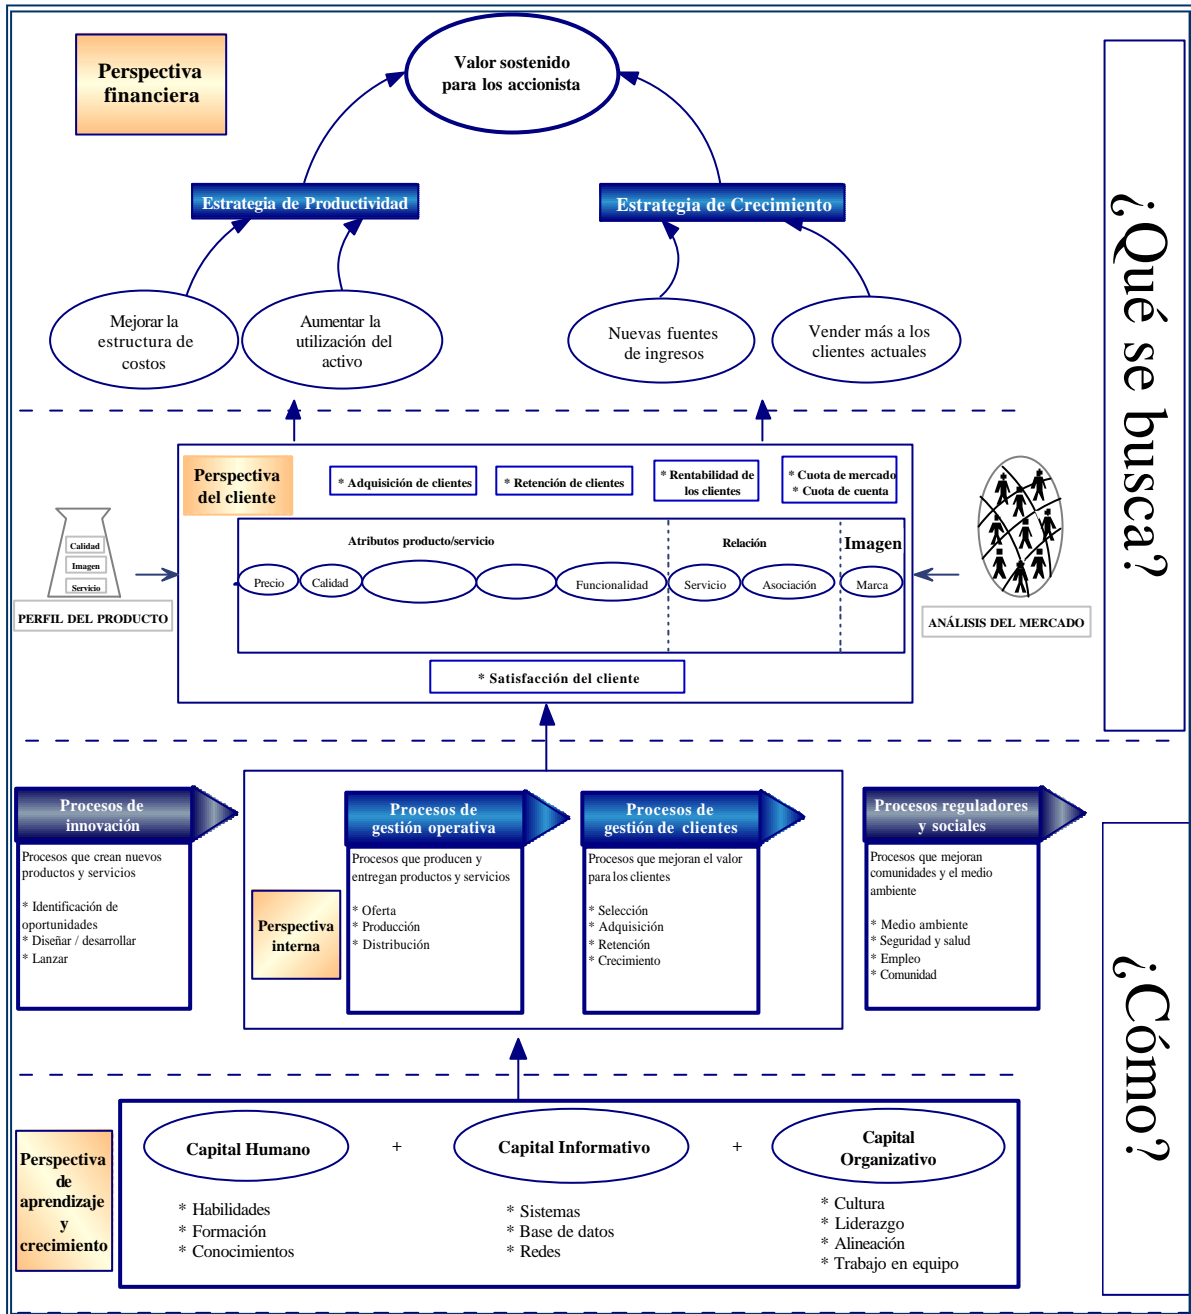 Perspectiva
financiera
Valor sostenido
para los accionista
¿Qué se busca?
Estrategia de Productividad
Estrategia de Crecimiento
Mejorar la
estructura de
costos
Aumentar la
utilización del
activo
Nuevas fuentes
de ingresos
Vender más a los
clientes actuales
Perspectiva
del cliente
* Adquisición de clientes
* Retención de clientes
* Rentabilidad de
los clientes
* Cuota de mercado
* Cuota de cuenta
Calidad
Imagen
Servicio
PERFIL DEL PRODUCTO
Atributos producto/servicio
Relación
Imagen
Precio
Calidad
Funcionalidad
Servicio
Asociación
Marca
ANÁLISIS DEL MERCADO
* Satisfacción del cliente
Procesos de
innovación
Procesos que crean nuevos
productos y servicios
* Identificación de
oportunidades
* Diseñar / desarrollar
* Lanzar
Perspectiva
interna
Procesos de
gestión operativa
Procesos que producen y
entregan productos y servicios
* Oferta
* Producción
* Distribución
Procesos de
gestión de clientes
Procesos que mejoran el valor
para los clientes
* Selección
* Adquisición
* Retención
* Crecimiento
Procesos reguladores
y sociales
Procesos que mejoran
comunidades y el medio
ambiente
* Medio ambiente
* Seguridad y salud
* Empleo
* Comunidad
¿Cómo?
Perspectiva
de
aprendizaje
y
crecimiento
Capital Humano
+
Capital Informativo
+
Capital
Organizativo
* Habilidades
* Formación
* Conocimientos
* Sistemas
* Base de datos
* Redes
* Cultura
* Liderazgo
* Alineación
* Trabajo en equipo